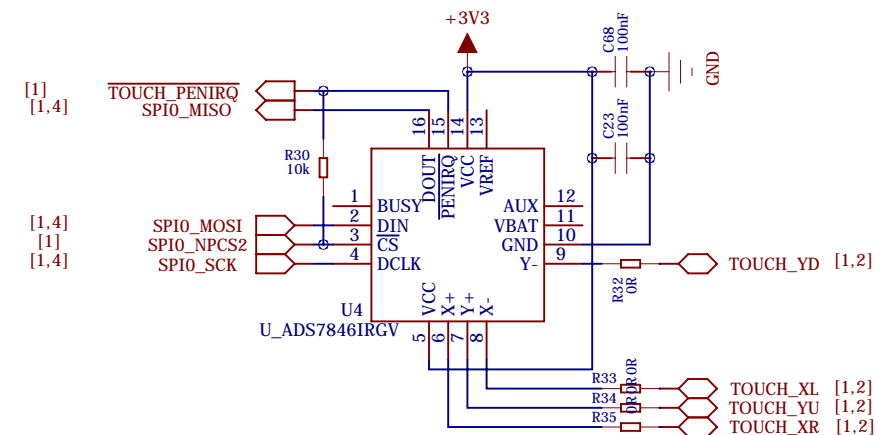 +3V3
C68
100nF
GND
[1] TOUCH_PENIRQ
[1,4] SPI0_MISO
16 15 14 13
C23
100nF
R30
10k
DOUT PENIRQ VCC VREF
1 BUSY AUX 12
[1,4] SPI0_MOSI 2 DIN VBAT 11
[1] SPI0_NPCS2 3 CS GND 10
[1,4] SPI0_SCK 4 DCLK Y- 9 TOUCH_YD [1,2]
R32
0R
VCC X+ Y+ X-
U4
U_ADS7846IRGV
5 6 7 8
R33 0R TOUCH_XL [1,2]
R34 0R TOUCH_YU [1,2]
R35 0R TOUCH_XR [1,2]